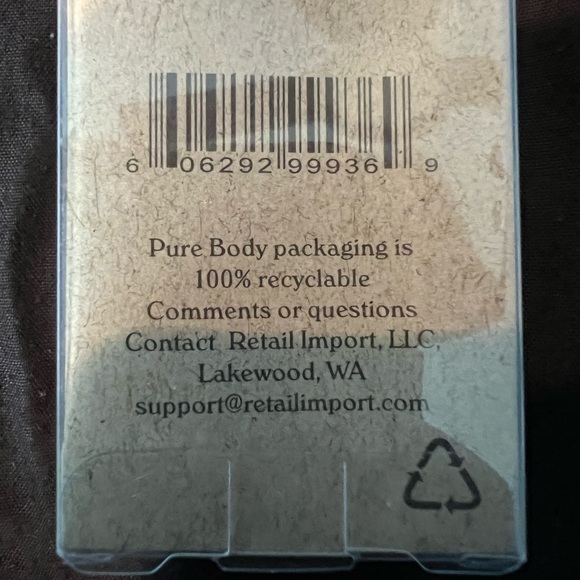 6 06292 99936 9
Pure Body packaging is
100% recyclable
Comments or questions
Contact Retail Import, LLC,
Lakewood, WA
support@retailimport.com